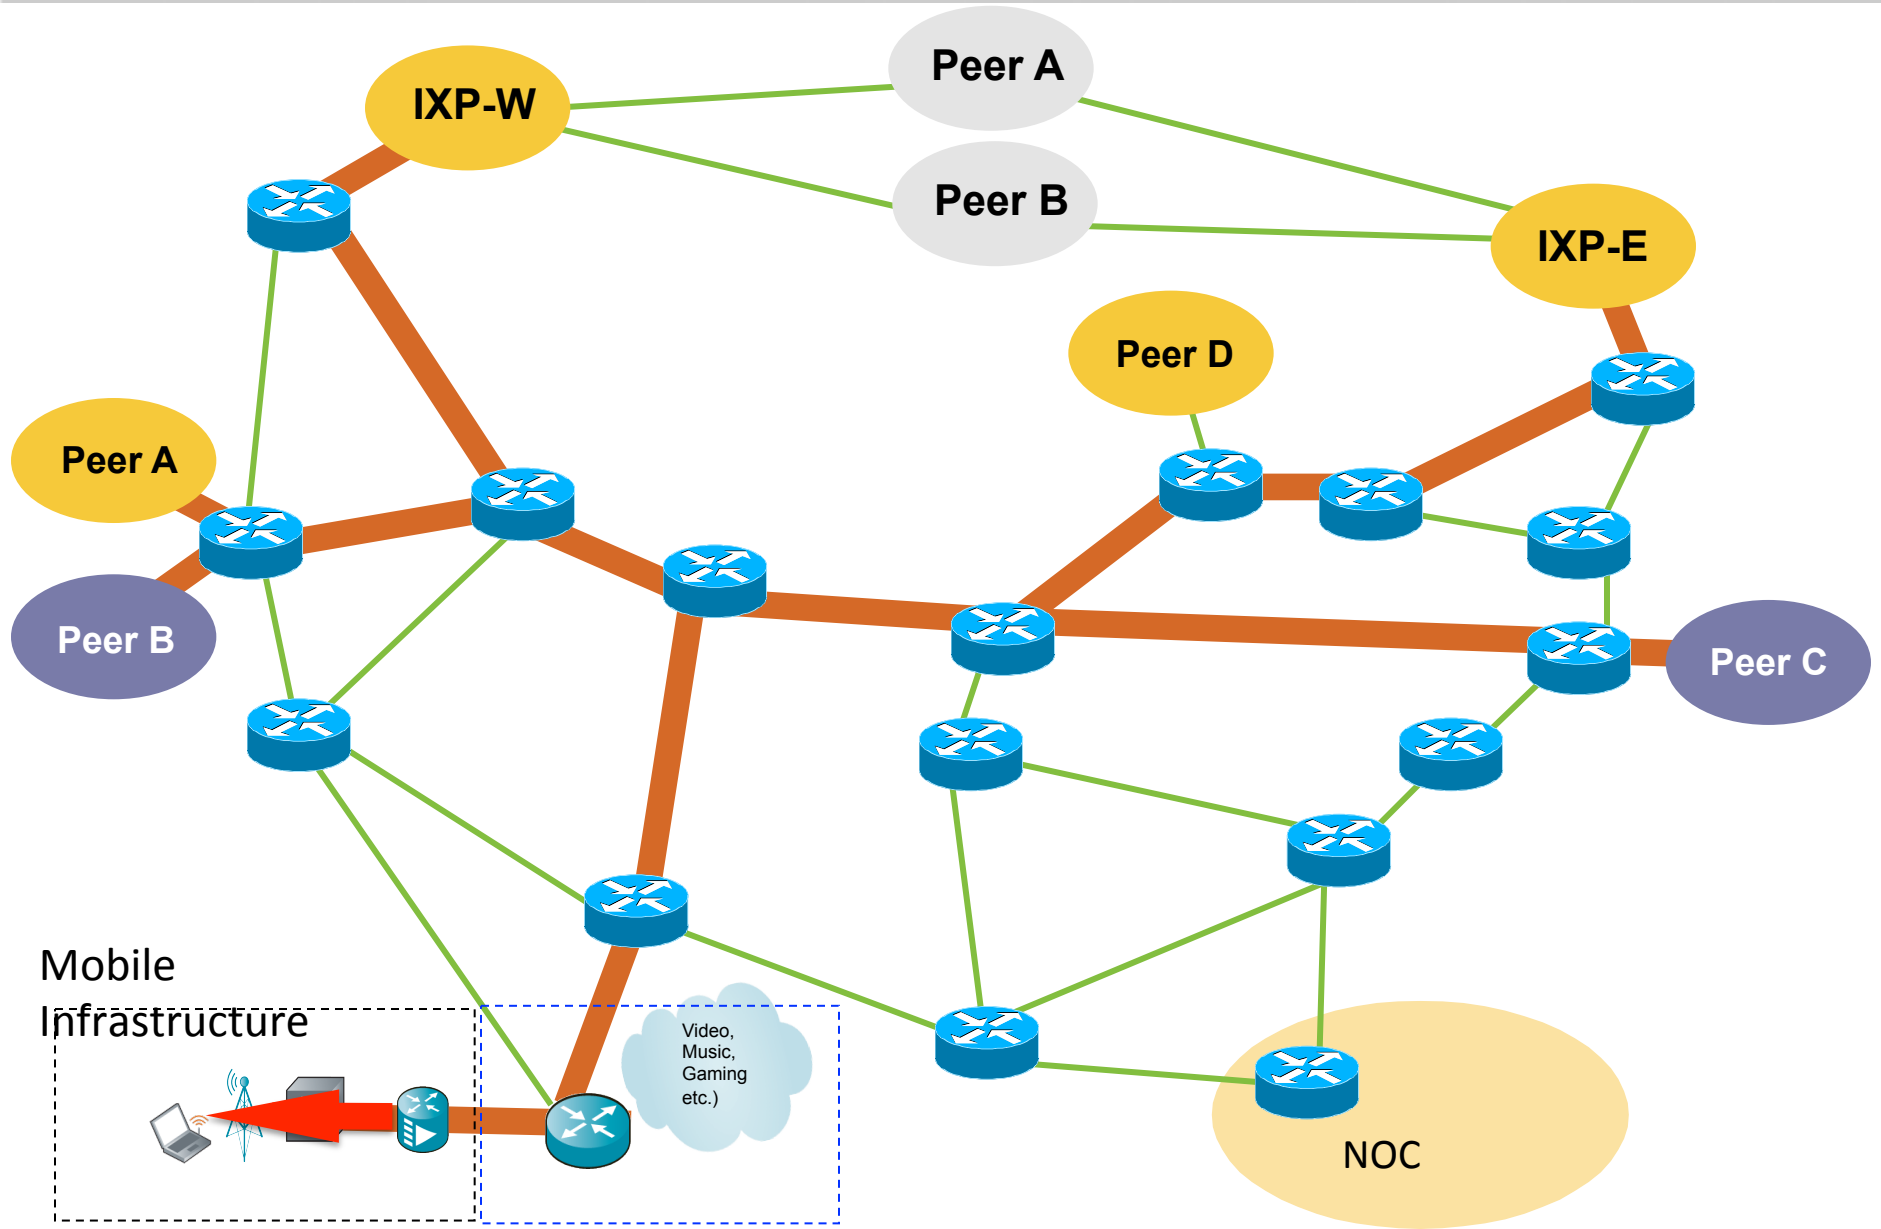 Peer A
IXP-W
Peer B
IXP-E
Peer D
Peer A
Peer B
Peer C
Mobile
Infrastructure
Video,
Music,
Gaming
etc.)
NOC